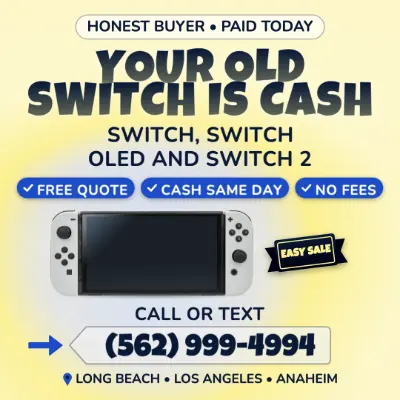 HONEST BUYER • PAID TODAY
YOUR OLD
SWITCH IS CASH
SWITCH, SWITCH
OLED AND SWITCH 2
✓ FREE QUOTE ✓ CASH SAME DAY ✓ NO FEES
EASY SALE
CALL OR TEXT
(562) 999-4994
LONG BEACH • LOS ANGELES • ANAHEIM